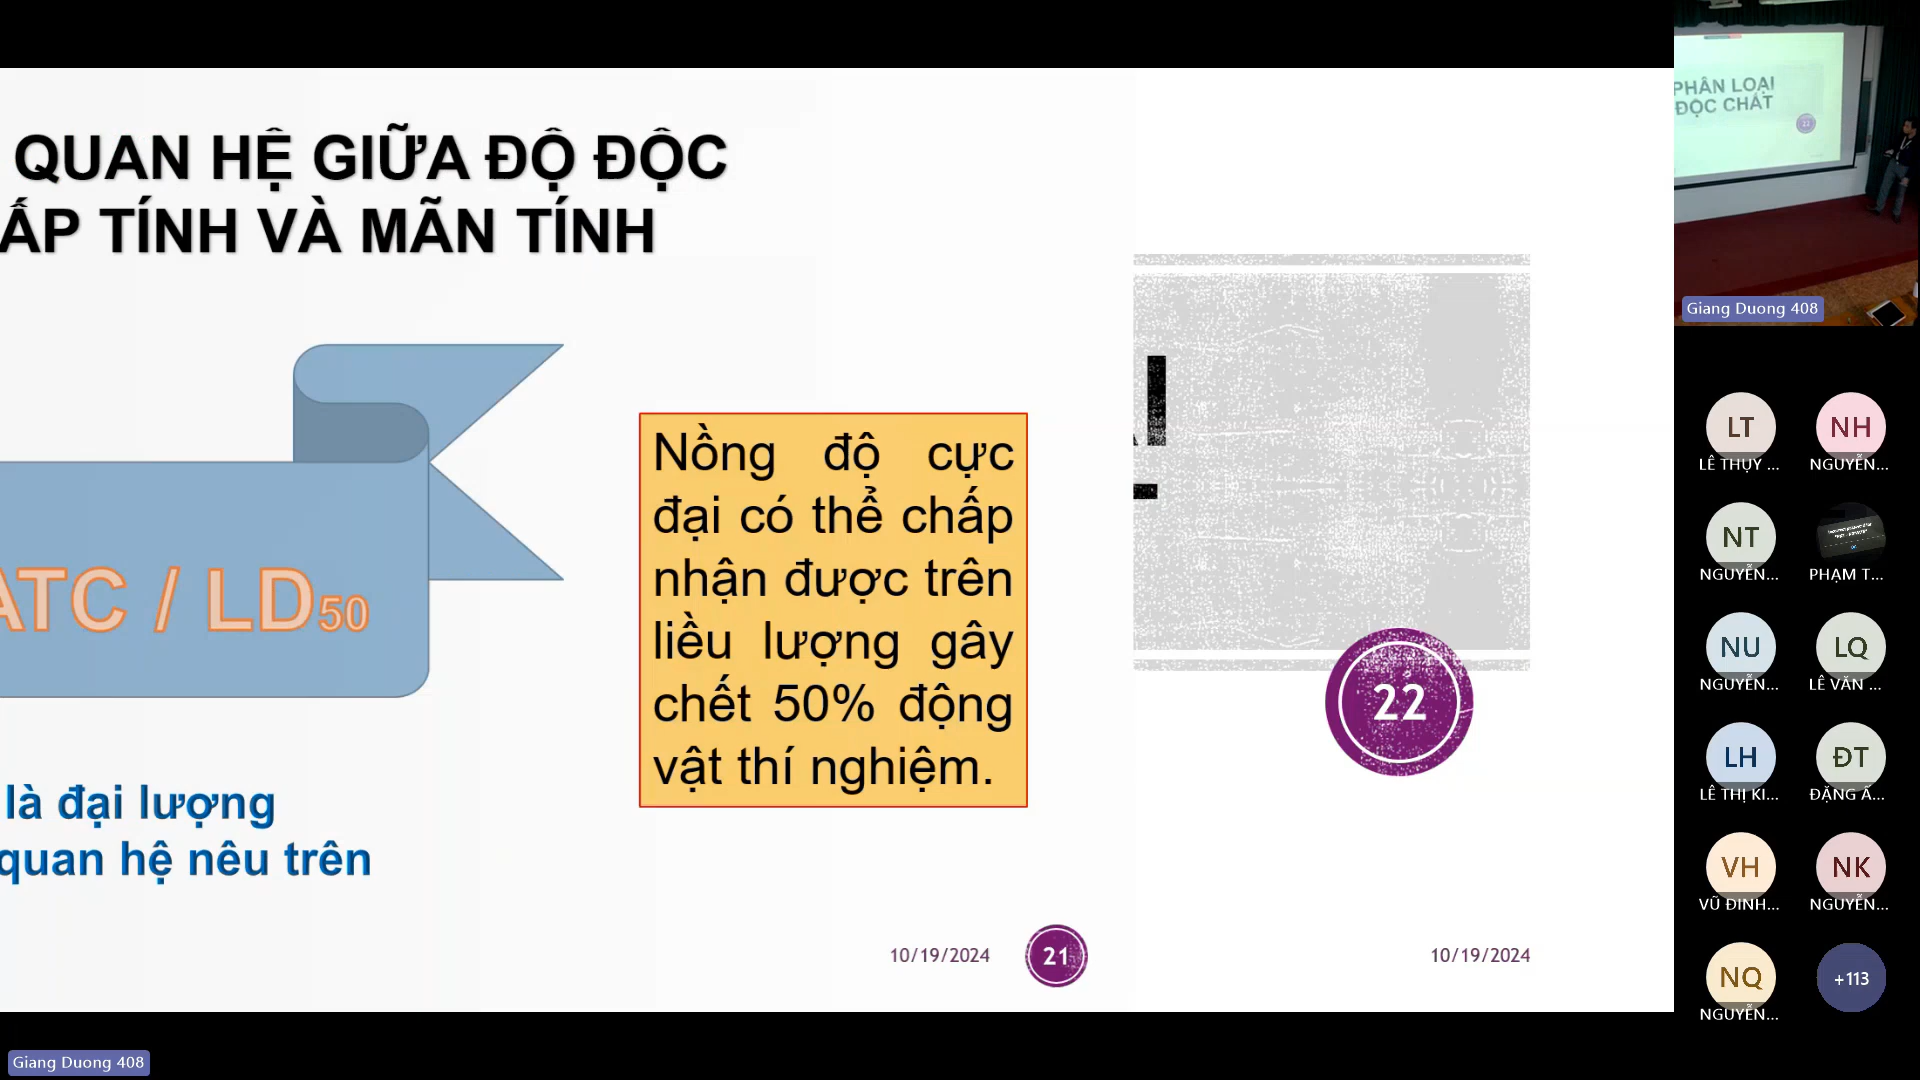 QUAN HỆ GIỮA ĐỘ ĐỘC
ẤP TÍNH VÀ MÃN TÍNH
ATC / LD50
là đại lượng
quan hệ nêu trên
Nồng độ cực
đại có thể chấp
nhận được trên
liều lượng gây
chết 50% động
vật thí nghiệm.
10/19/2024
21
22
10/19/2024
PHÂN LOẠI
ĐỘC CHẤT
22
Giang Duong 408
LT
LÊ THỤY ...
NH
NGUYỄN...
NT
NGUYỄN...
PHẠM T...
NU
NGUYỄN...
LQ
LÊ VĂN ...
LH
LÊ THỊ KI...
ĐT
ĐẶNG Ấ...
VH
VŨ ĐINH...
NK
NGUYỄN...
NQ
NGUYỄN...
+113
Giang Duong 408